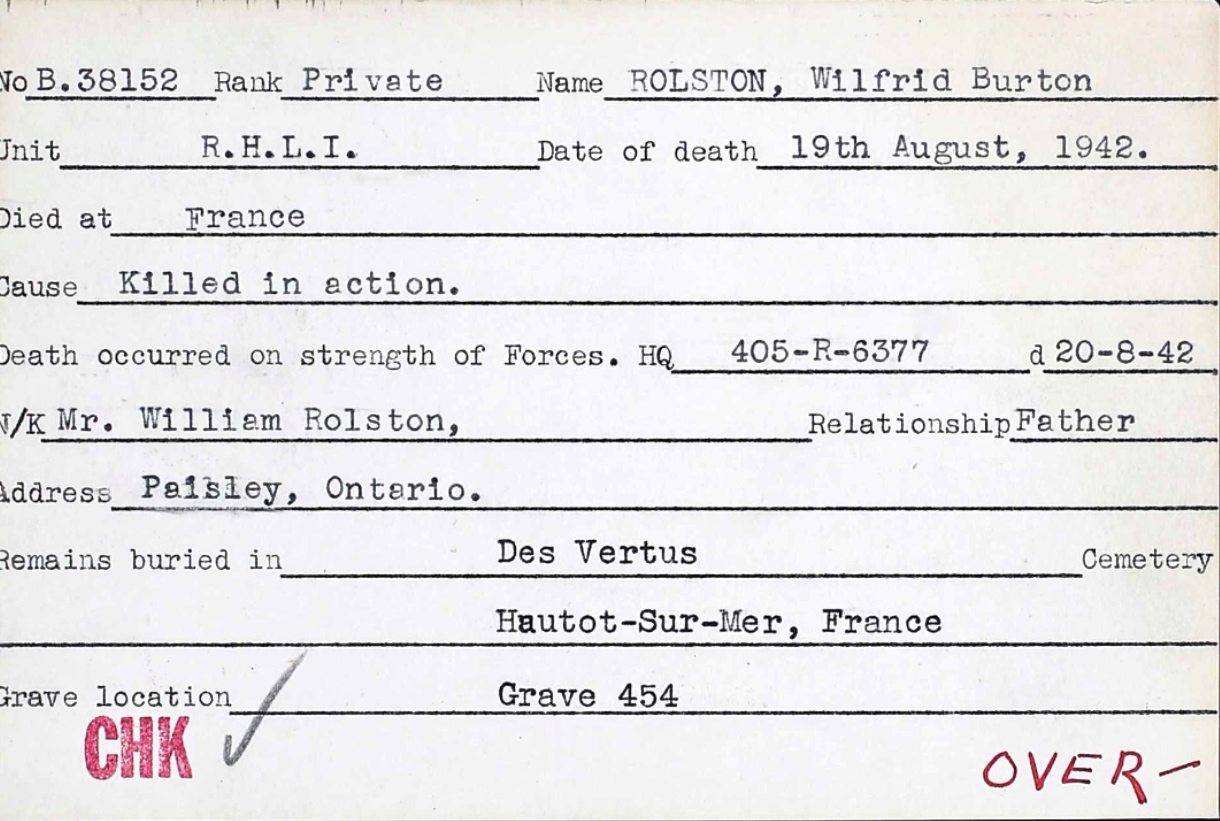 No B.38152 Rank Private Name ROLSTON, Wilfrid Burton
Unit R.H.L.I. Date of death 19th August, 1942.
Died at France
Cause Killed in action.
Death occurred on strength of Forces. HQ 405-R-6377 d 20-8-42
N/K Mr. William Rolston, Relationship Father
Address Paisley, Ontario.
Remains buried in Des Vertus Cemetery
Hautot-Sur-Mer, France
Grave location Grave 454
CHK
OVER-